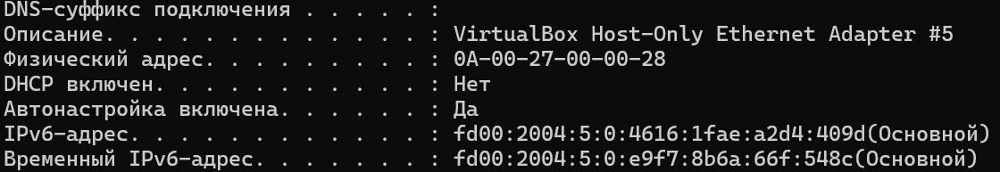 DNS-суффикс подключения . . . . . :
Описание. . . . . . . . . . . . . : VirtualBox Host-Only Ethernet Adapter #5
Физический адрес. . . . . . . . . : 0A-00-27-00-00-28
DHCP включен. . . . . . . . . . . : Нет
Автонастройка включена. . . . . . : Да
IPv6-адрес. . . . . . . . . . . . : fd00:2004:5:0:4616:1fae:a2d4:409d(Основной)
Временный IPv6-адрес. . . . . . . : fd00:2004:5:0:e9f7:8b6a:66f:548c(Основной)